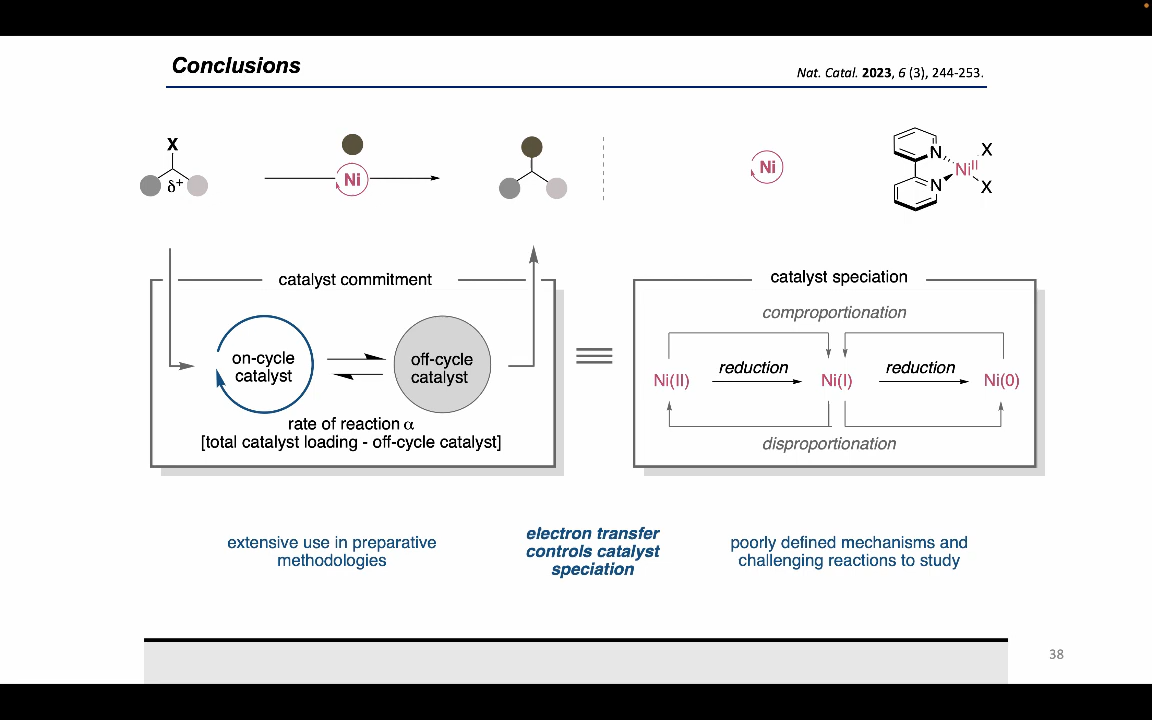 Conclusions
Nat. Catal. 2023, 6 (3), 244-253.
X
δ+
Ni
Ni
N
N
NiII
X
X
catalyst commitment
on-cycle
catalyst
off-cycle
catalyst
rate of reaction α
[total catalyst loading - off-cycle catalyst]
catalyst speciation
comproportionation
Ni(II)
reduction
Ni(I)
reduction
Ni(0)
disproportionation
extensive use in preparative
methodologies
electron transfer
controls catalyst
speciation
poorly defined mechanisms and
challenging reactions to study
38